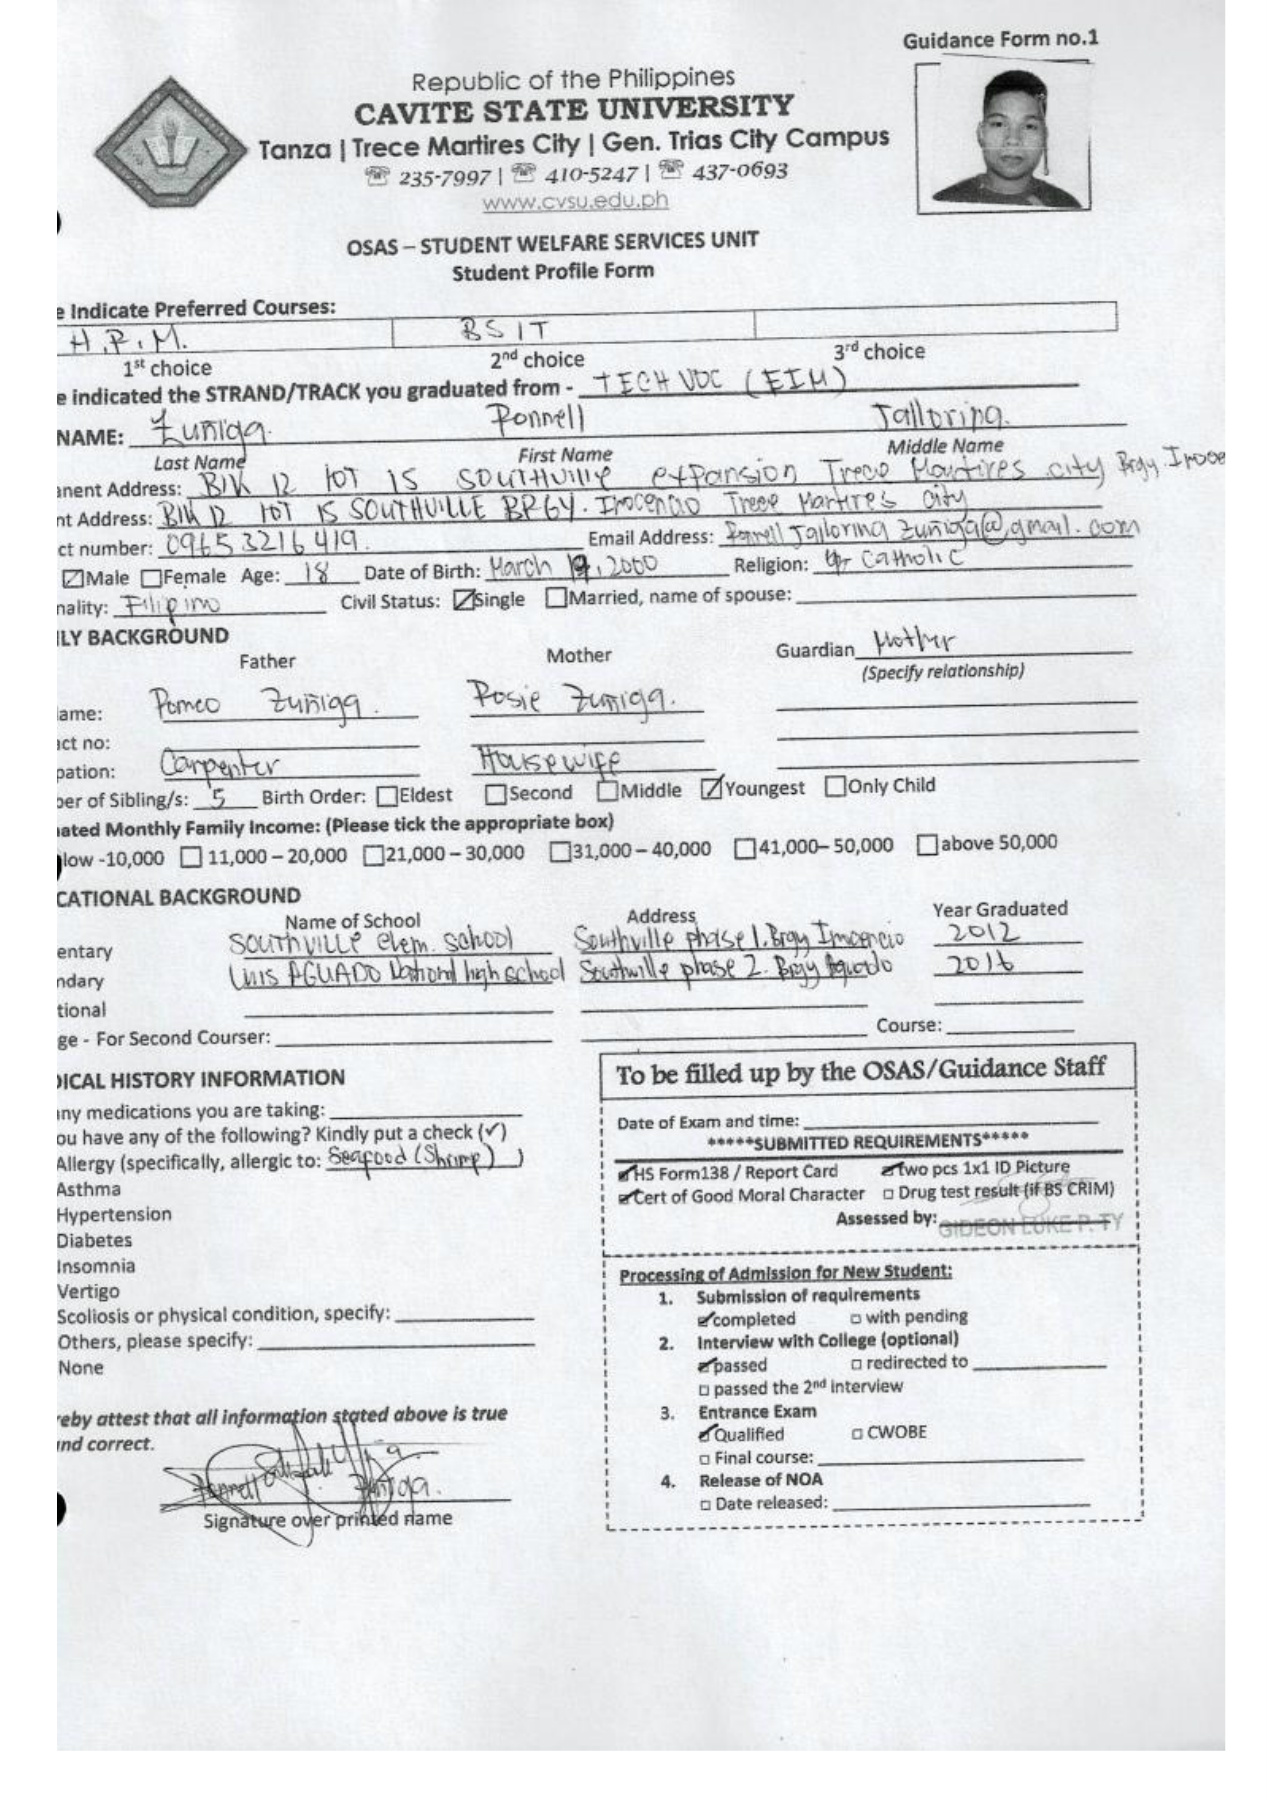 Guidance Form no.1
Republic of the Philippines
CAVITE STATE UNIVERSITY
Tanza | Trece Martires City | Gen. Trias City Campus
☏ 235-7997 | ☏ 410-5247 | ☏ 437-0693
www.cvsu.edu.ph
OSAS – STUDENT WELFARE SERVICES UNIT
Student Profile Form
e Indicate Preferred Courses:
BSIT
1st choice 2nd choice 3rd choice
e indicated the STRAND/TRACK you graduated from - TECH VOC (EIM)
NAME: Zuñiga Ronnell Talloring.
Last Name First Name Middle Name
anent Address: Blk 12 lot 15 Southville expansion Trece Martires city Brgy.
nt Address: Blk 12 lot 15 SOUTHVILLE BRGY. Inocencio Trece Martires city
ct number: 09653216419. Email Address:
☑Male ☐Female Age: 18 Date of Birth: March 2000 Religion: Catholic
nality: Filipino Civil Status: ☑Single ☐Married, name of spouse:
LY BACKGROUND
Father Mother Guardian Mother
(Specify relationship)
ame: Romeo Zuñiga. Rosie Zuñiga.
act no:
pation: Carpenter Housewife
ber of Sibling/s: 5 Birth Order: ☐Eldest ☐Second ☐Middle ☑Youngest ☐Only Child
ated Monthly Family Income: (Please tick the appropriate box)
low -10,000 ☐ 11,000 – 20,000 ☐21,000 – 30,000 ☐31,000 – 40,000 ☐41,000– 50,000 ☐above 50,000
CATIONAL BACKGROUND
Name of School Address Year Graduated
entary Southville elem. school Southville phase 1. Brgy Inocencio 2012
ndary LUIS AGUADO National high school Southville phase 2. Brgy Aguado 2016
tional
ge - For Second Courser: Course:
DICAL HISTORY INFORMATION
any medications you are taking:
ou have any of the following? Kindly put a check (✓)
Allergy (specifically, allergic to: Seafood (Shrimp) )
Asthma
Hypertension
Diabetes
Insomnia
Vertigo
Scoliosis or physical condition, specify:
Others, please specify:
None
reby attest that all information stated above is true
and correct.
Ronnell Zuñiga.
Signature over printed name
To be filled up by the OSAS/Guidance Staff
Date of Exam and time:
*****SUBMITTED REQUIREMENTS*****
☑HS Form138 / Report Card ☑two pcs 1x1 ID Picture
☑Cert of Good Moral Character ☐ Drug test result (if BS CRIM)
Assessed by: GIDEON LUKE P. TY
Processing of Admission for New Student:
1. Submission of requirements
☑completed ☐ with pending
2. Interview with College (optional)
☑passed ☐ redirected to
☐ passed the 2nd interview
3. Entrance Exam
☑Qualified ☐ CWOBE
☐ Final course:
4. Release of NOA
☐ Date released: